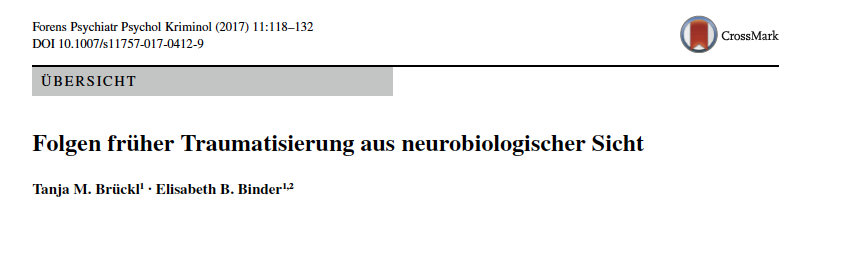 Forens Psychiatr Psychol Kriminol (2017) 11:118–132
DOI 10.1007/s11757-017-0412-9
CrossMark
ÜBERSICHT
Folgen früher Traumatisierung aus neurobiologischer Sicht
Tanja M. Brückl¹ · Elisabeth B. Binder¹,²